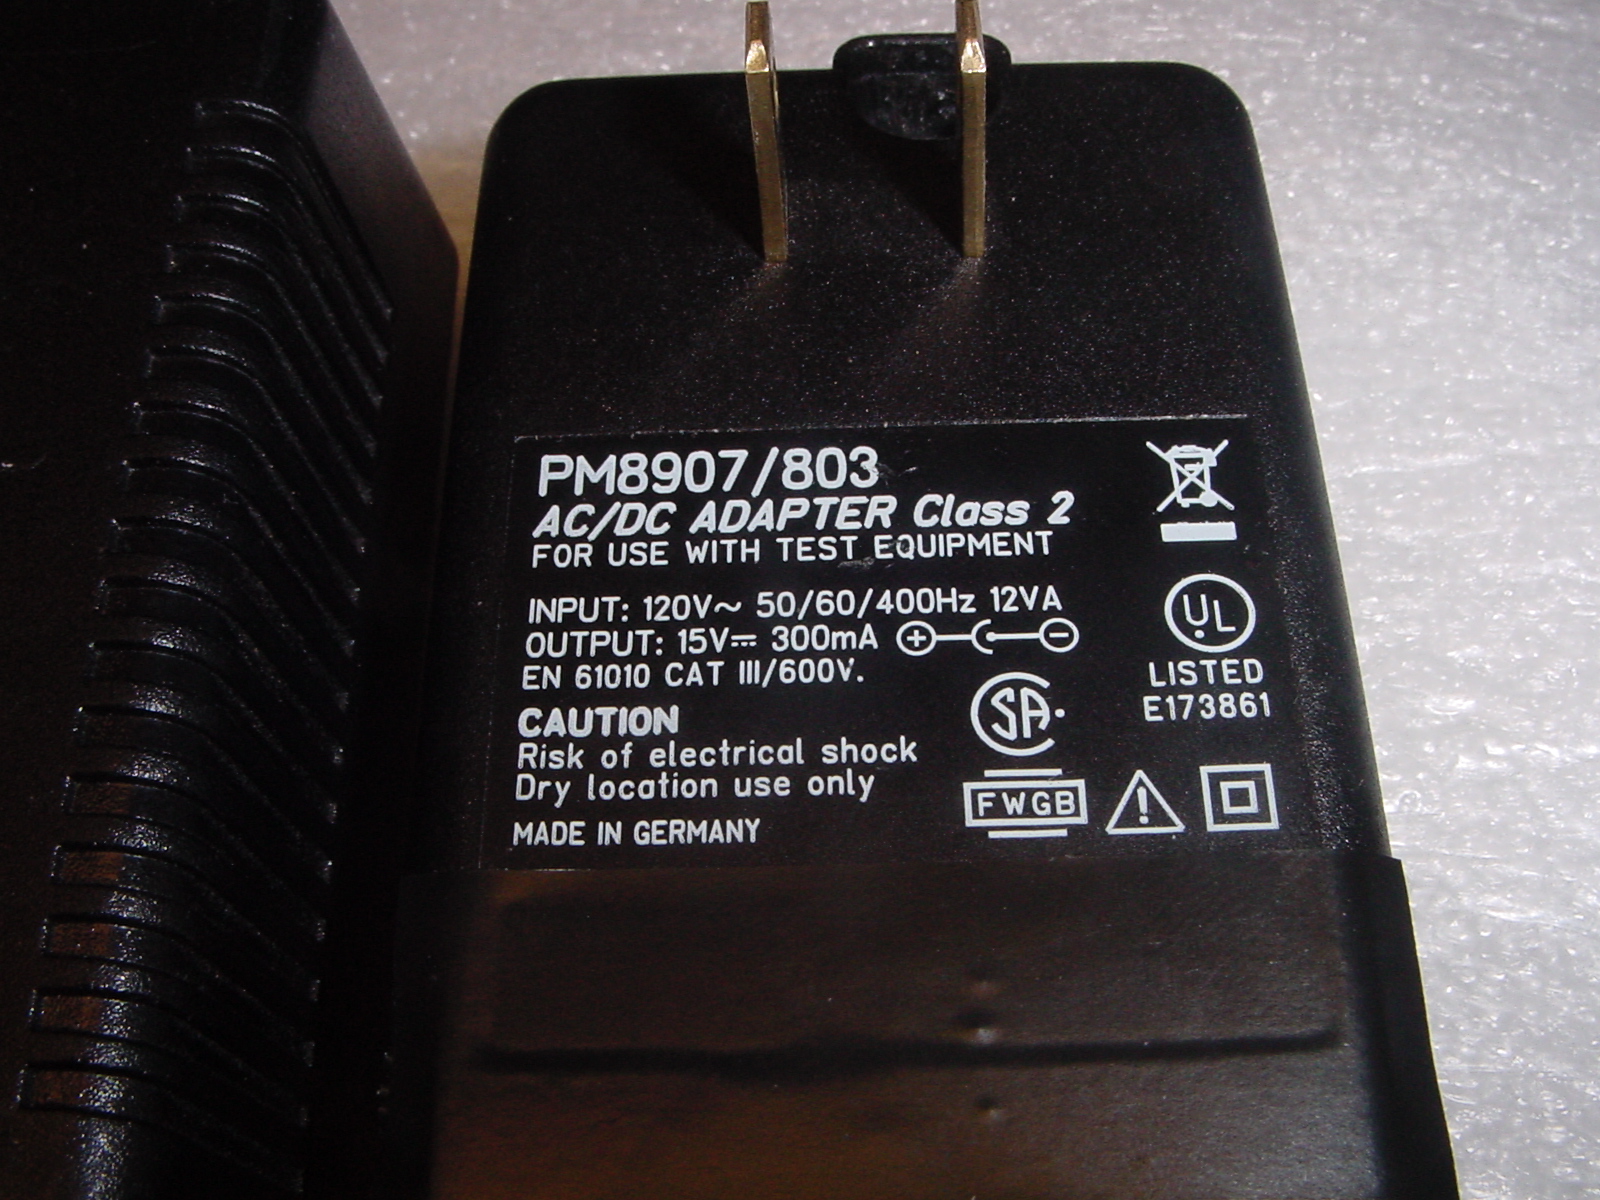 PM8907/803
AC/DC ADAPTER Class 2
FOR USE WITH TEST EQUIPMENT
INPUT: 120V~ 50/60/400Hz 12VA
OUTPUT: 15V⎓ 300mA
EN 61010 CAT III/600V.
CAUTION
Risk of electrical shock
Dry location use only
MADE IN GERMANY
UL
LISTED
E173861
SA
FWGB